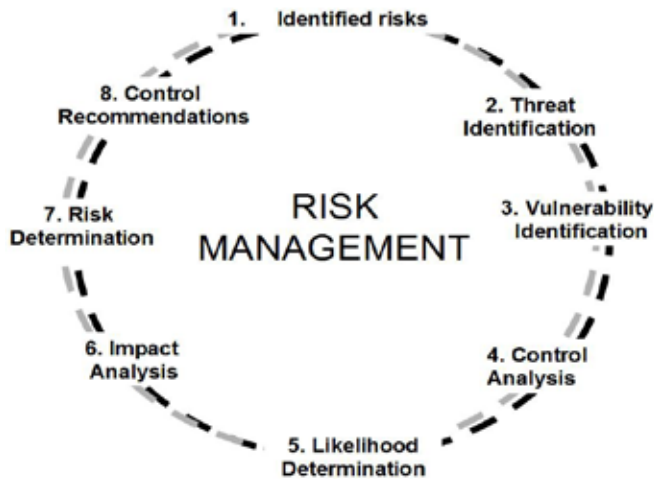 1. Identified risks
2. Threat
Identification
3. Vulnerability
Identification
4. Control
Analysis
5. Likelihood
Determination
6. Impact
Analysis
7. Risk
Determination
8. Control
Recommendations
RISK
MANAGEMENT